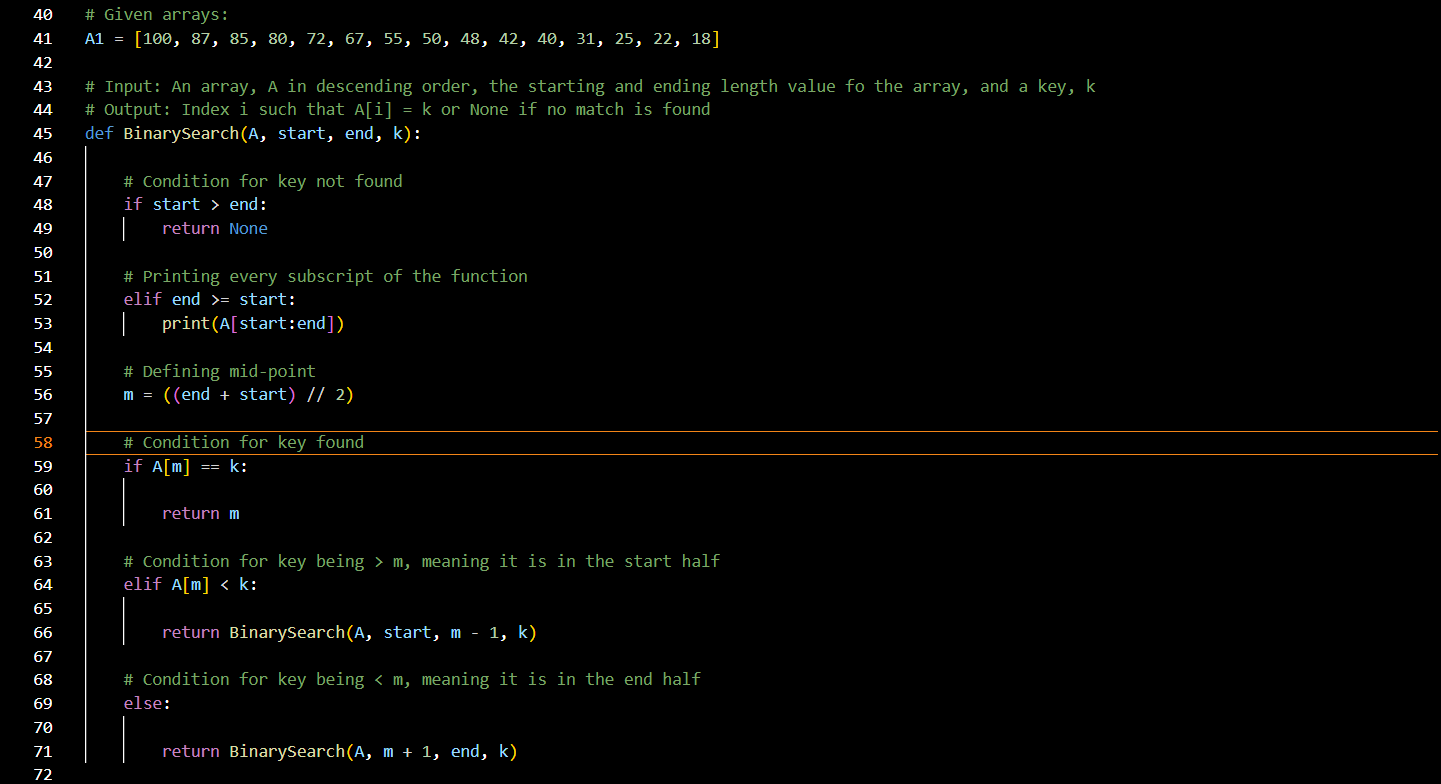 40 # Given arrays:
41 A1 = [100, 87, 85, 80, 72, 67, 55, 50, 48, 42, 40, 31, 25, 22, 18]
42
43 # Input: An array, A in descending order, the starting and ending length value fo the array, and a key, k
44 # Output: Index i such that A[i] = k or None if no match is found
45 def BinarySearch(A, start, end, k):
46
47     # Condition for key not found
48     if start > end:
49         return None
50
51     # Printing every subscript of the function
52     elif end >= start:
53         print(A[start:end])
54
55     # Defining mid-point
56     m = ((end + start) // 2)
57
58     # Condition for key found
59     if A[m] == k:
60
61         return m
62
63     # Condition for key being > m, meaning it is in the start half
64     elif A[m] < k:
65
66         return BinarySearch(A, start, m - 1, k)
67
68     # Condition for key being < m, meaning it is in the end half
69     else:
70
71         return BinarySearch(A, m + 1, end, k)
72